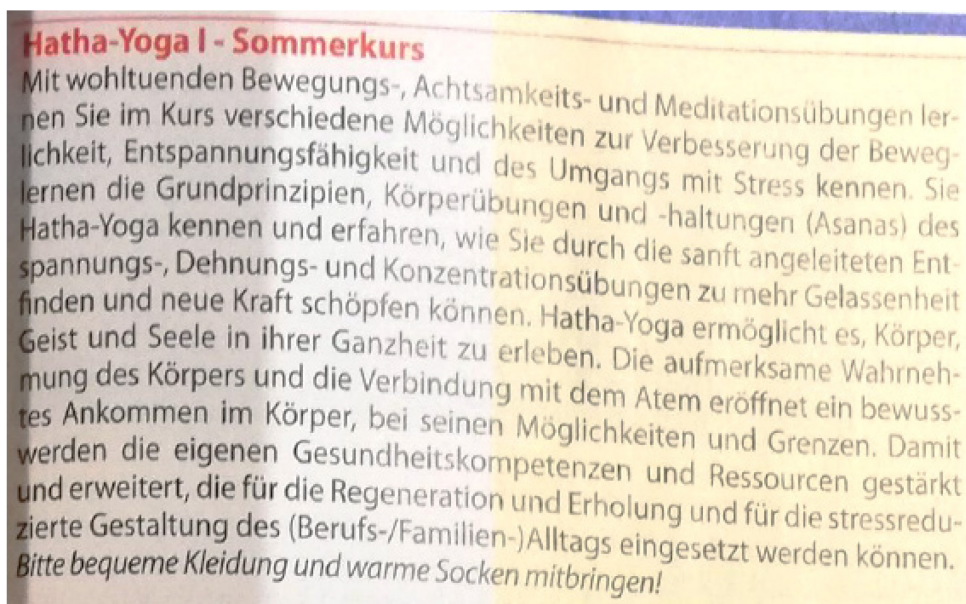 Hatha-Yoga I - Sommerkurs
Mit wohltuenden Bewegungs-, Achtsamkeits- und Meditationsübungen ler-
nen Sie im Kurs verschiedene Möglichkeiten zur Verbesserung der Beweg-
lichkeit, Entspannungsfähigkeit und des Umgangs mit Stress kennen. Sie
lernen die Grundprinzipien, Körperübungen und -haltungen (Asanas) des
Hatha-Yoga kennen und erfahren, wie Sie durch die sanft angeleiteten Ent-
spannungs-, Dehnungs- und Konzentrationsübungen zu mehr Gelassenheit
finden und neue Kraft schöpfen können. Hatha-Yoga ermöglicht es, Körper,
Geist und Seele in ihrer Ganzheit zu erleben. Die aufmerksame Wahrneh-
mung des Körpers und die Verbindung mit dem Atem eröffnet ein bewuss-
tes Ankommen im Körper, bei seinen Möglichkeiten und Grenzen. Damit
werden die eigenen Gesundheitskompetenzen und Ressourcen gestärkt
und erweitert, die für die Regeneration und Erholung und für die stressredu-
zierte Gestaltung des (Berufs-/Familien-)Alltags eingesetzt werden können.
Bitte bequeme Kleidung und warme Socken mitbringen!